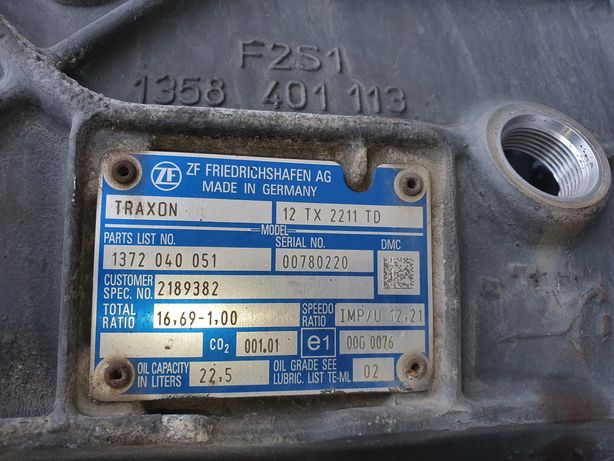 F2S1
1358 401 113
ZF FRIEDRICHSHAFEN AG
MADE IN GERMANY
TRAXON 12 TX 2211 TD
MODEL
PARTS LIST NO. SERIAL NO. DMC
1372 040 051 00780220
CUSTOMER SPEC. NO. 2189382
TOTAL RATIO 16,69-1,00 SPEEDO RATIO IMP/U 12,21
CO2 001.01 e1 00G 0076
OIL CAPACITY IN LITERS 22,5 OIL GRADE SEE LUBRIC. LIST TE-ML 02